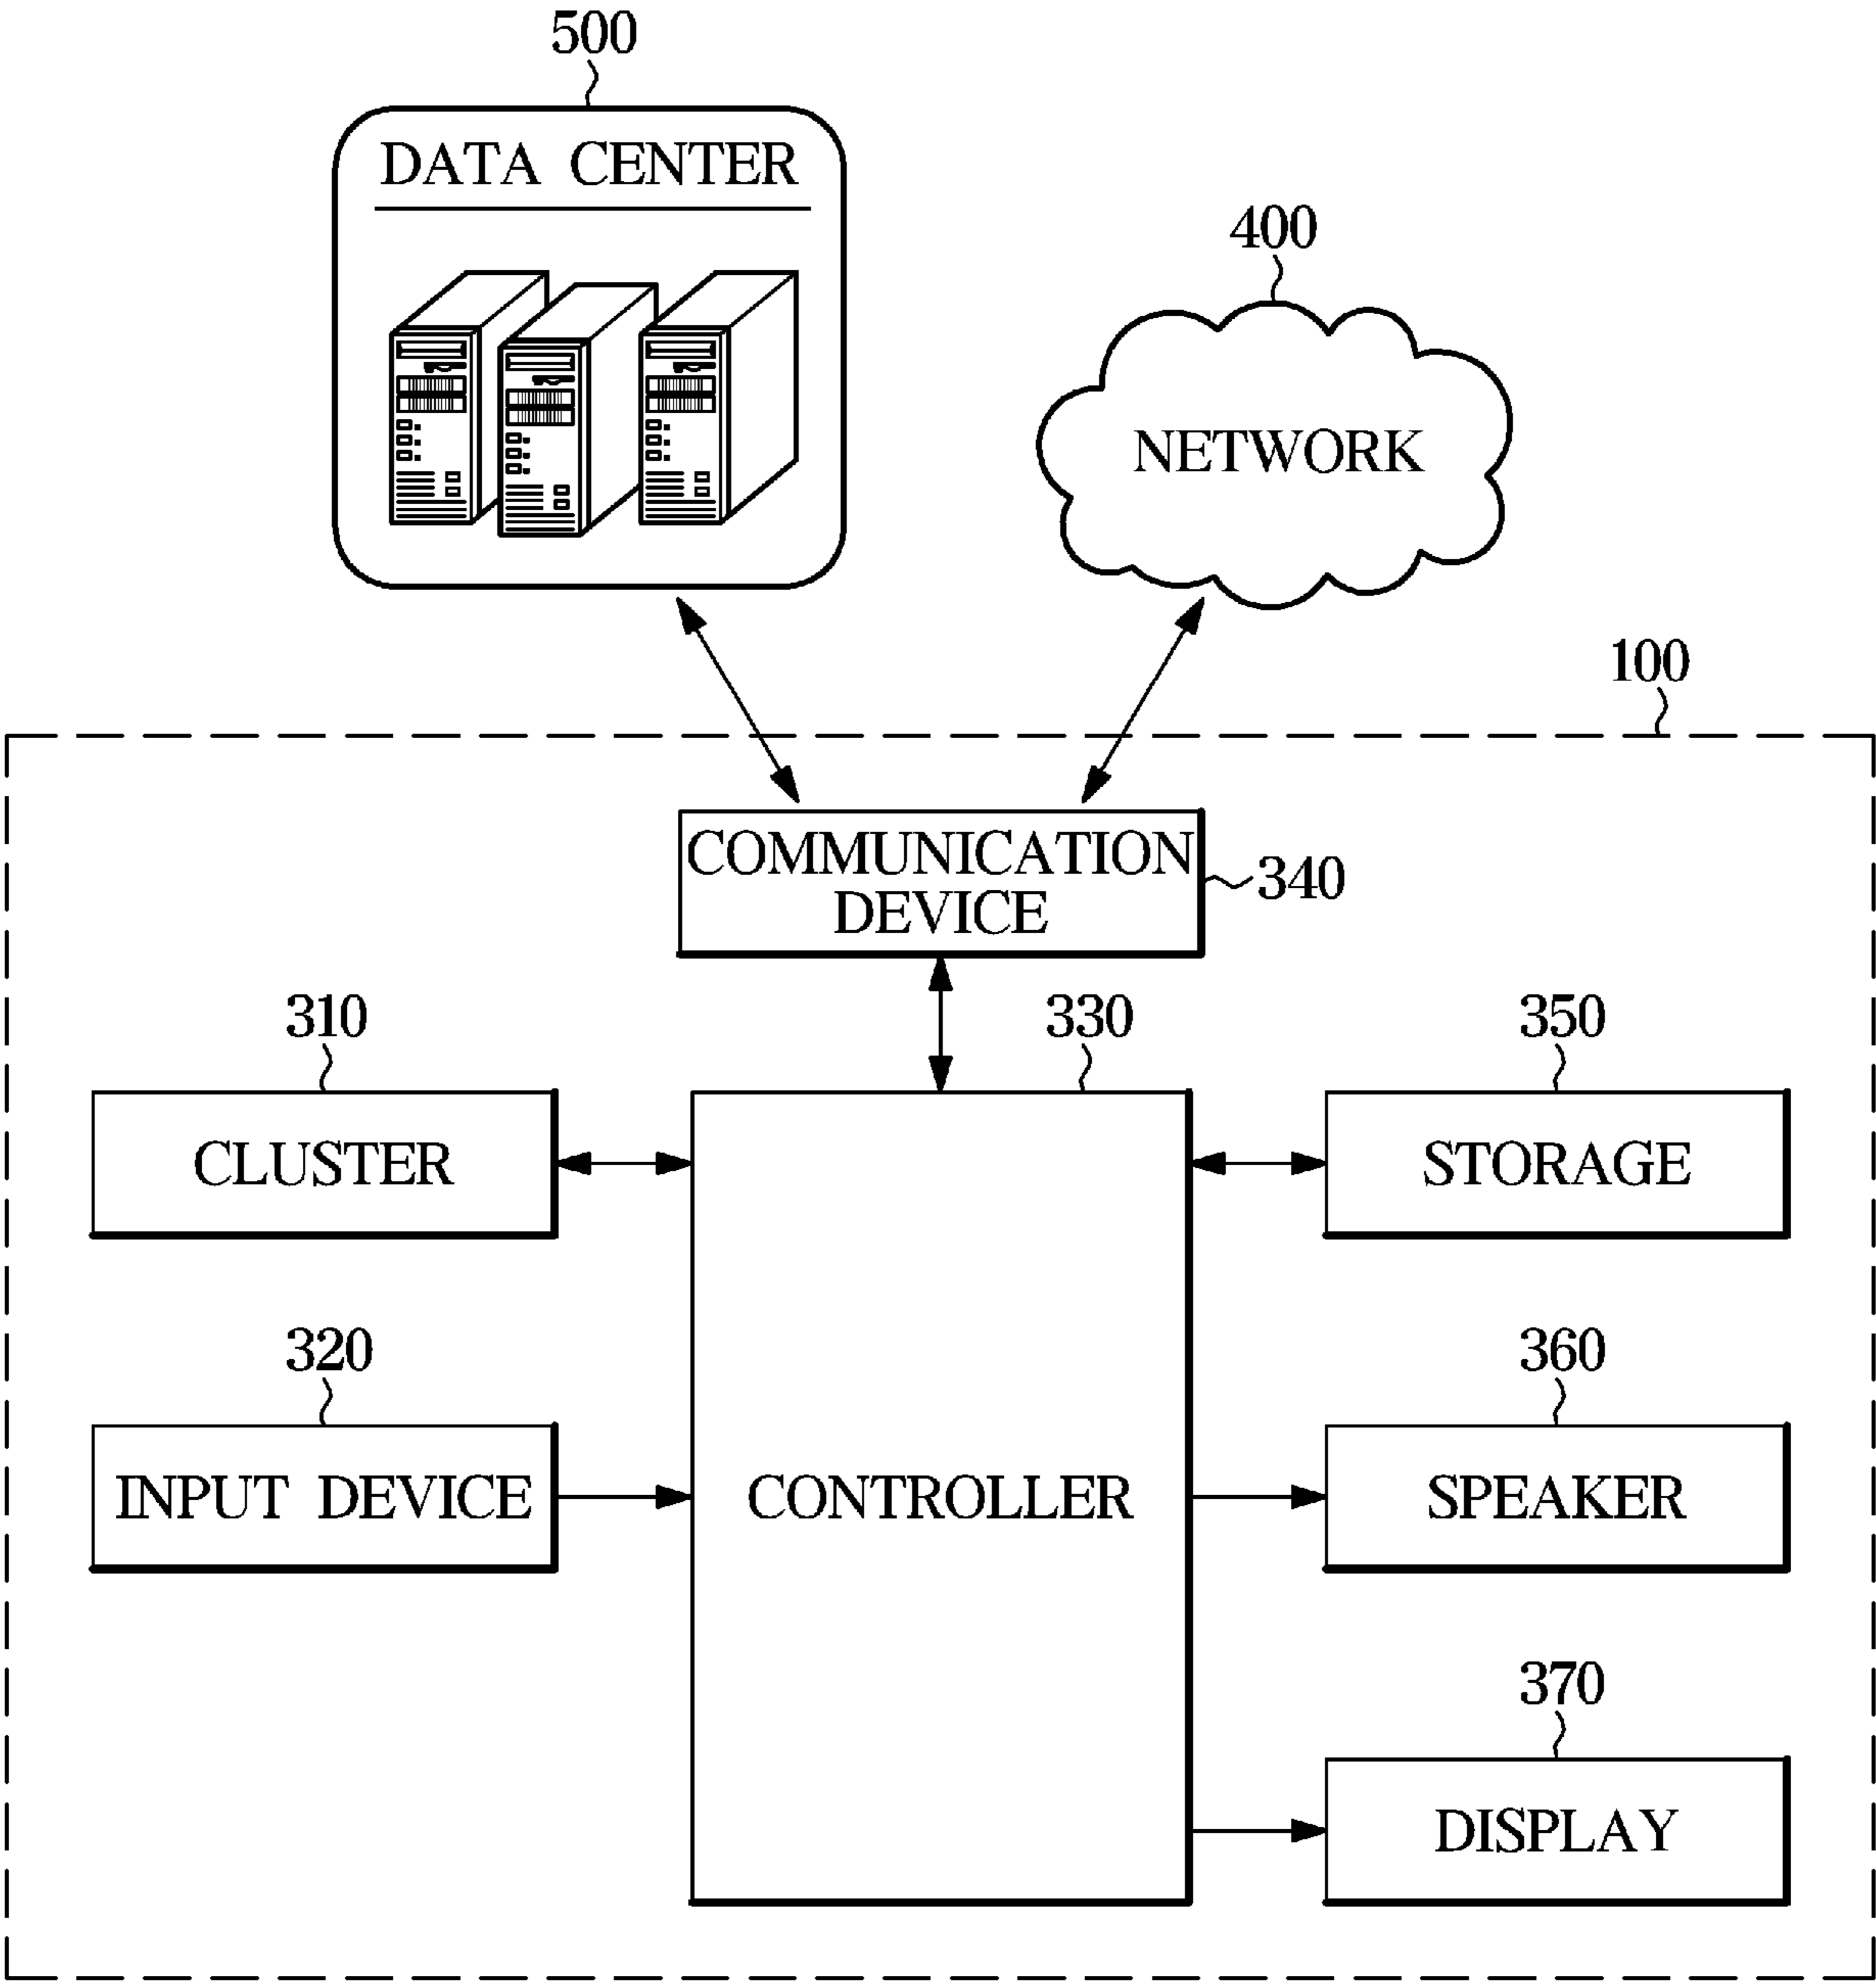 500
DATA CENTER
400
NETWORK
100
COMMUNICATION
DEVICE
340
310
330
350
CLUSTER
STORAGE
320
360
INPUT DEVICE
CONTROLLER
SPEAKER
370
DISPLAY